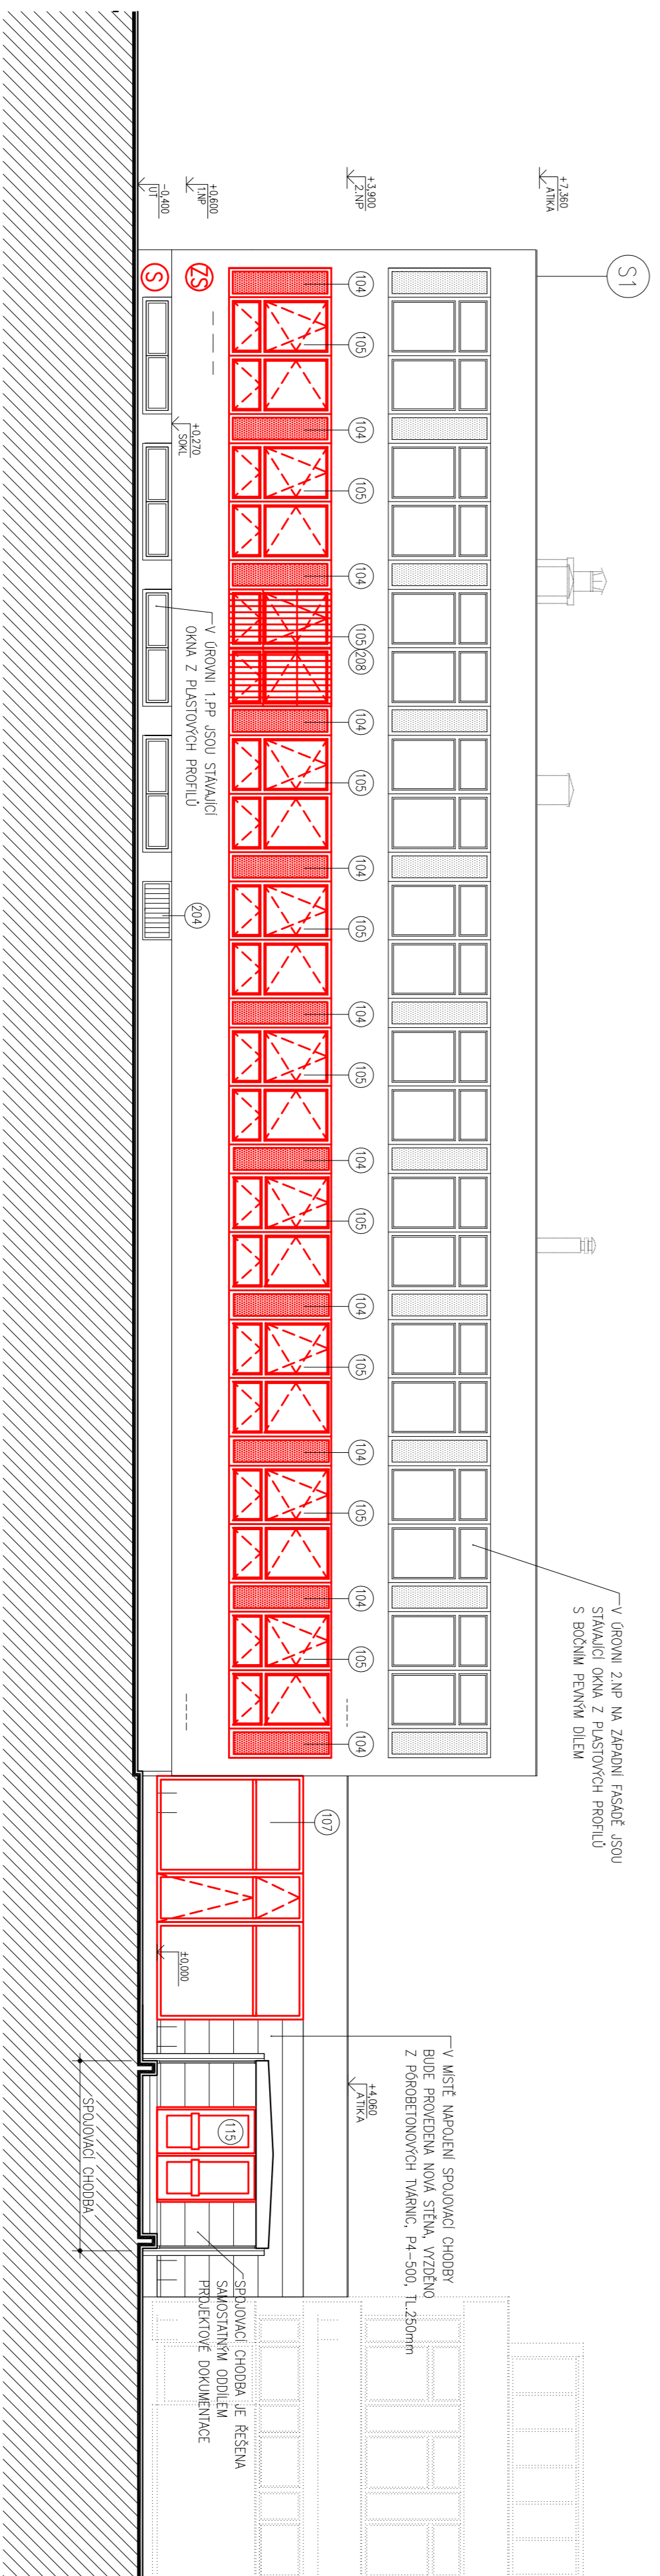 S1
+7,360
ATIKA
+3,900
2.NP
+0,600
1.NP
-0,400
UT
ZS
S
+0,270
SOKL
104
105
104
105
104
105
208
104
105
104
105
104
105
104
105
104
105
104
105
104
105
104
204
V ÚROVNI 1.PP JSOU STÁVAJÍCÍ
OKNA Z PLASTOVÝCH PROFILŮ
V ÚROVNI 2.NP NA ZÁPADNÍ FASÁDĚ JSOU
STÁVAJÍCÍ OKNA Z PLASTOVÝCH PROFILŮ
S BOČNÍM PEVNÝM DÍLEM
107
±0,000
V MÍSTĚ NAPOJENÍ SPOJOVACÍ CHODBY
BUDE PROVEDENA NOVÁ STĚNA, VYZDĚNO
Z PÓROBETONOVÝCH TVÁRNIC, P4-500, TL.250mm
+4,060
ATIKA
115
SPOJOVACÍ CHODBA
SPOJOVACÍ CHODBA JE ŘEŠENA
SAMOSTATNÝM ODDÍLEM
PROJEKTOVÉ DOKUMENTACE